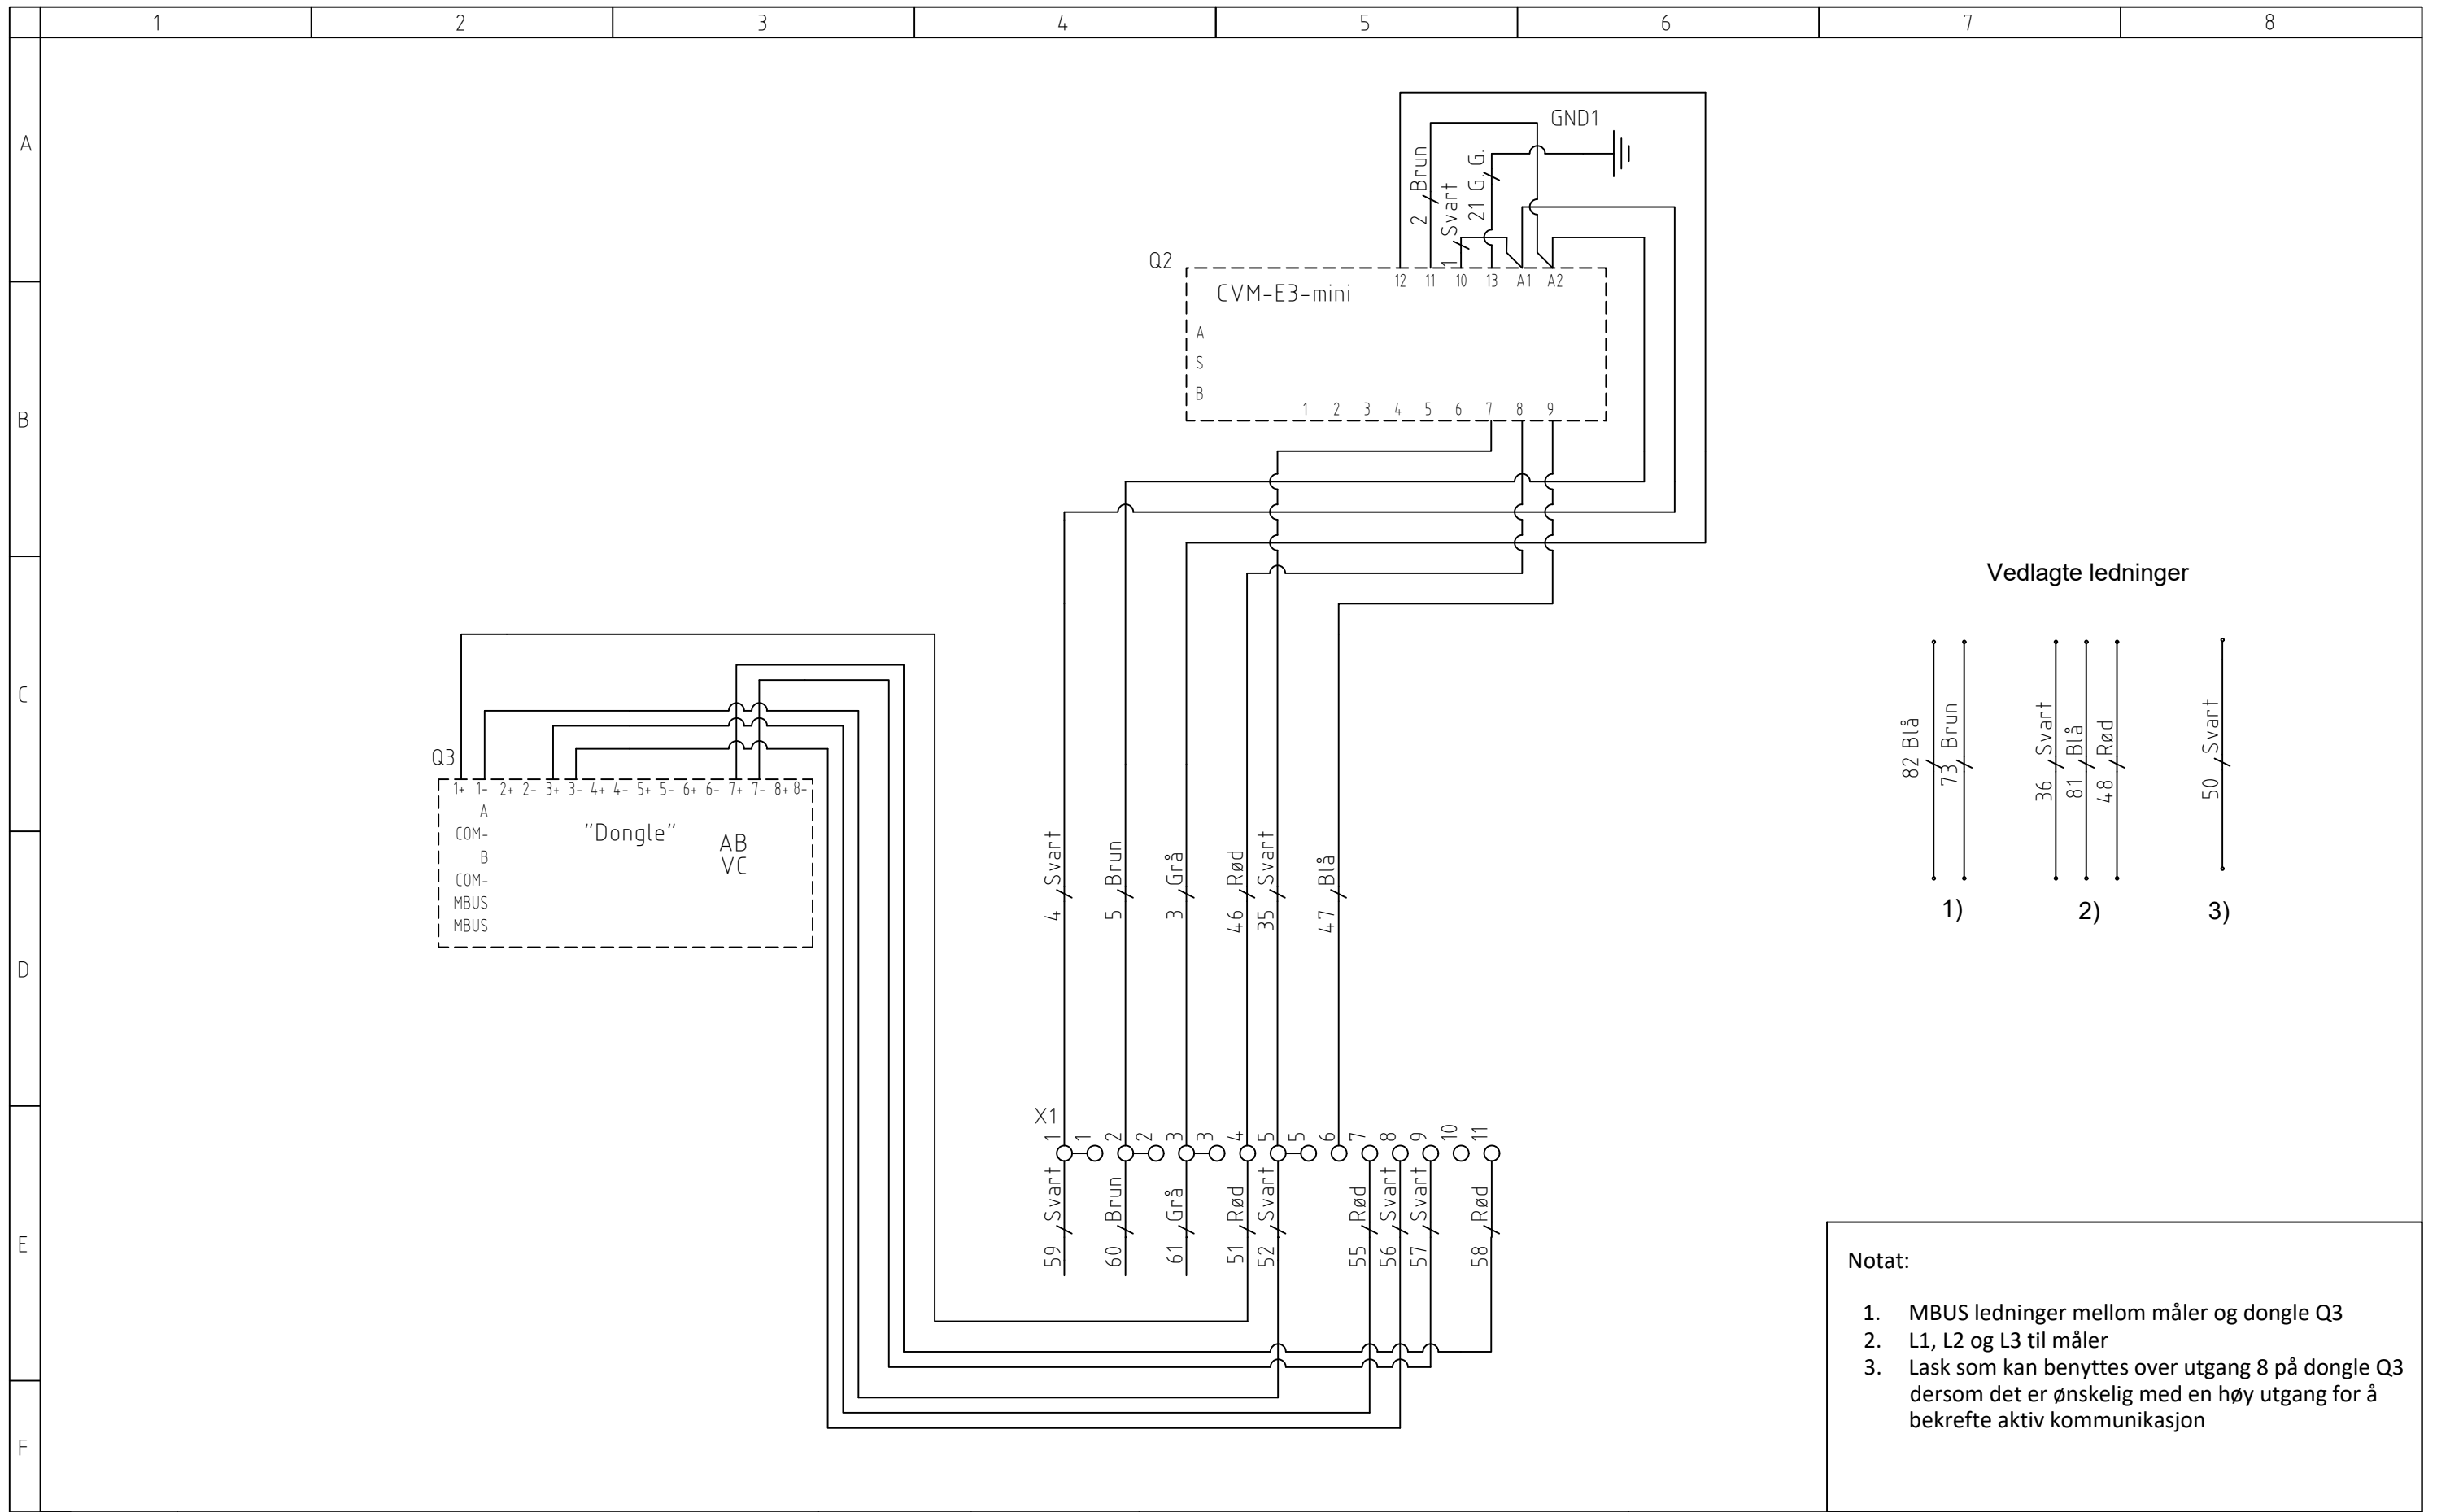 1 2 3 4 5 6 7 8
A
B
C
D
E
F
GND1
2 Brun
1 Svart
21 G. G.
Q2
12 11 10 13 A1 A2
CVM-E3-mini
A
S
B
1 2 3 4 5 6 7 8 9
Vedlagte ledninger
82 Blå
73 Brun
36 Svart
81 Blå
48 Rød
50 Svart
1) 2) 3)
Q3
1+ 1- 2+ 2- 3+ 3- 4+ 4- 5+ 5- 6+ 6- 7+ 7- 8+ 8-
A
COM-
B
COM-
MBUS
MBUS
"Dongle"
AB
VC
4 Svart
5 Brun
3 Grå
46 Rød
35 Svart
47 Blå
X1
1 1 2 2 3 3 4 5 5 6 7 8 9 10 11
59 Svart
60 Brun
61 Grå
51 Rød
52 Svart
55 Rød
56 Svart
57 Svart
58 Rød
Notat:
1. MBUS ledninger mellom måler og dongle Q3
2. L1, L2 og L3 til måler
3. Lask som kan benyttes over utgang 8 på dongle Q3
dersom det er ønskelig med en høy utgang for å
bekrefte aktiv kommunikasjon